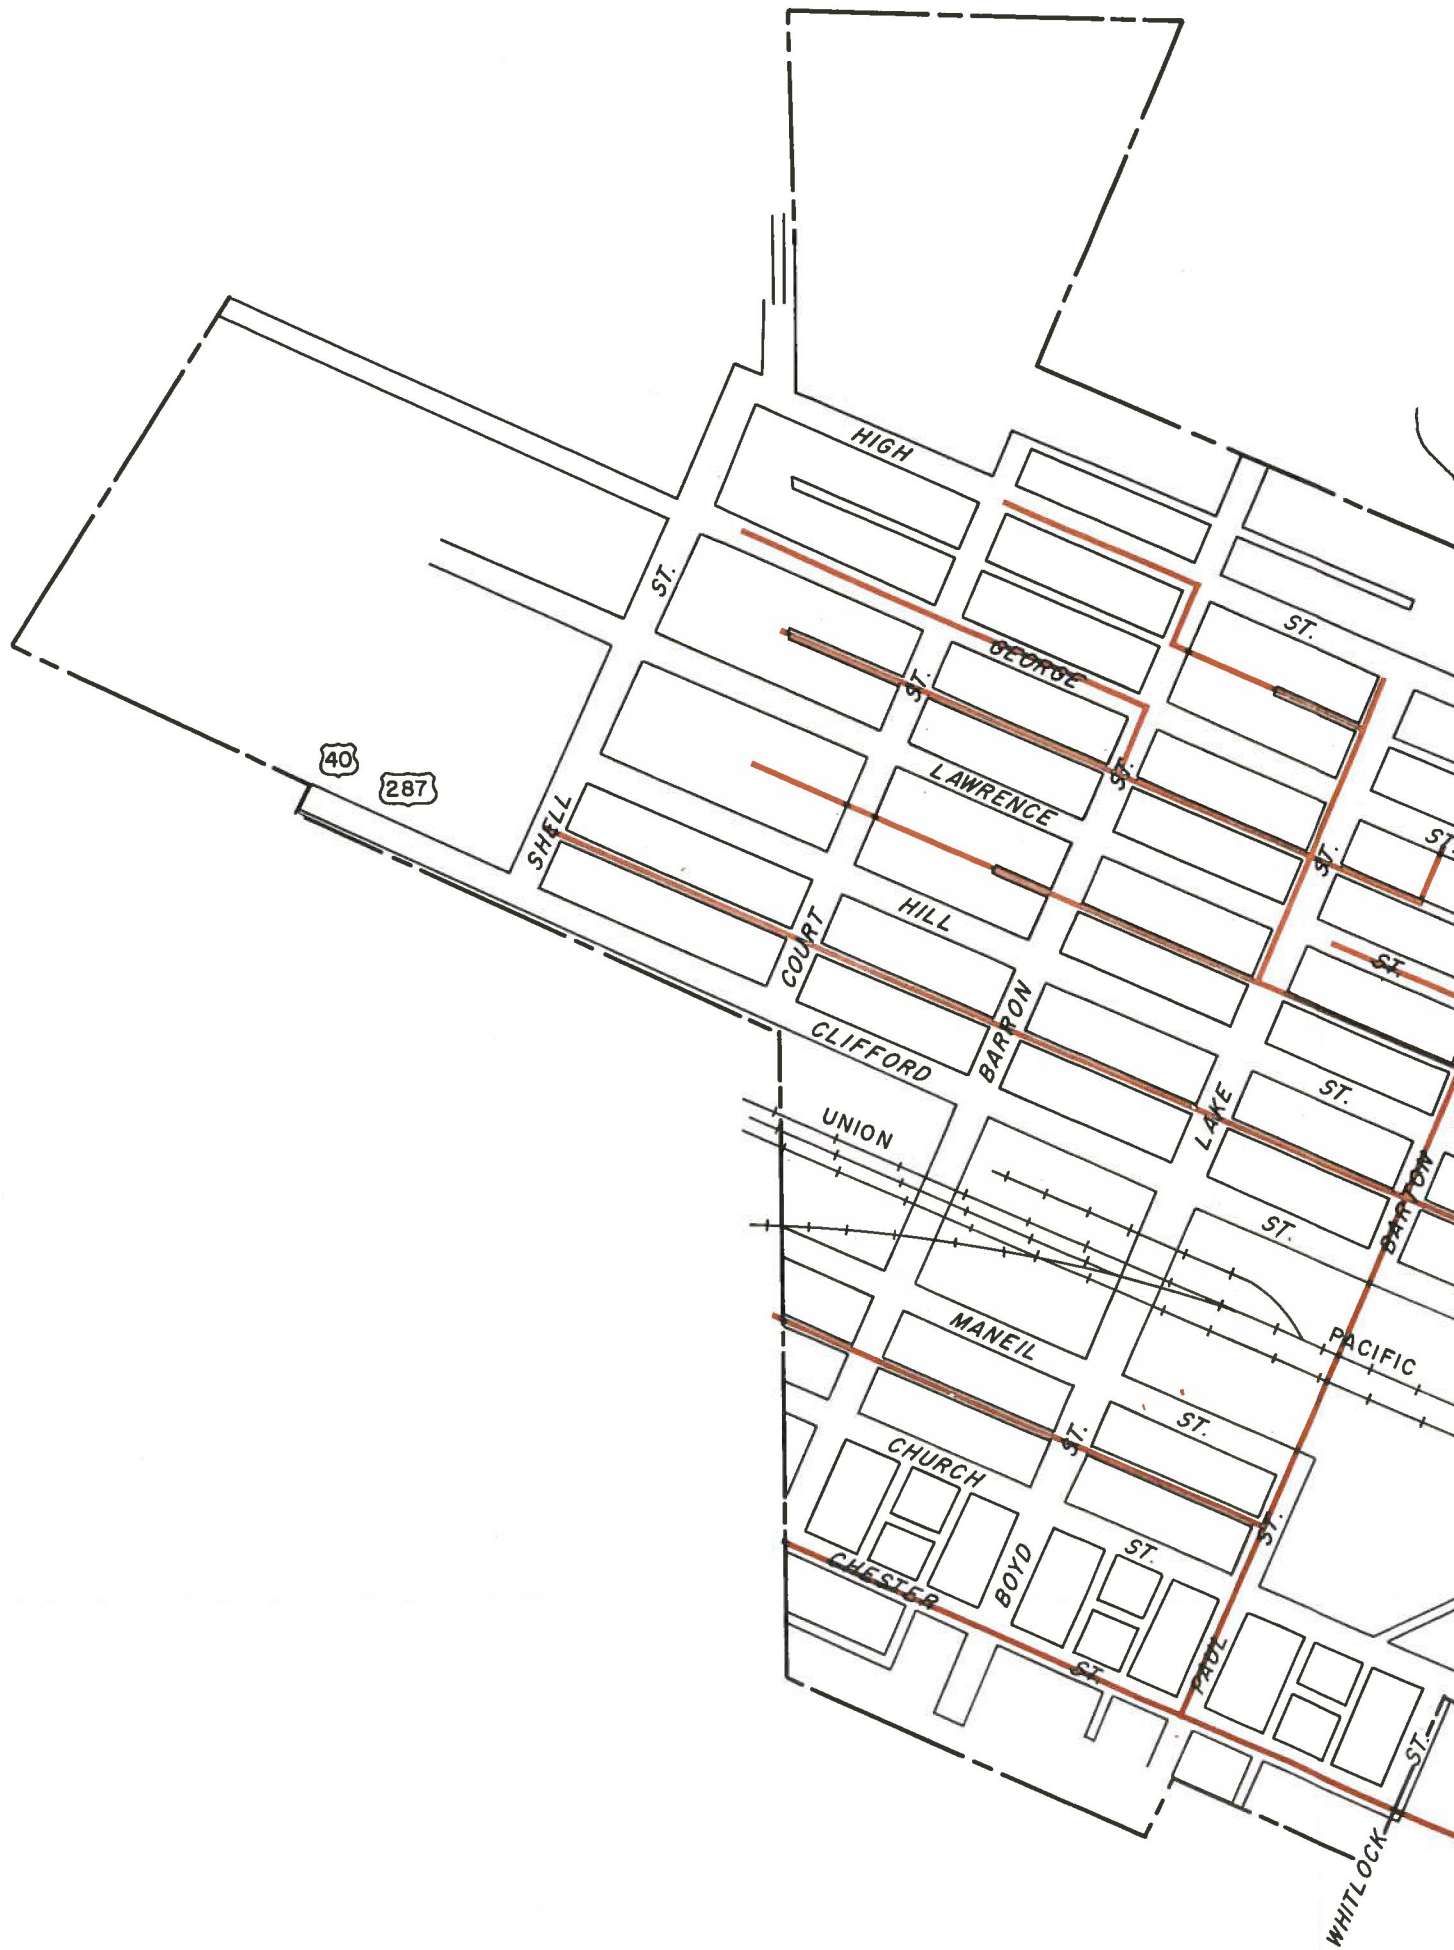 HIGH
ST.
ST.
GEORGE
ST.
LAWRENCE
ST.
40
287
SHELL
ST.
ST.
HILL
COURT
ST.
BARRON
CLIFFORD
ST.
LAKE
UNION
BARTON
ST.
MANEIL
PACIFIC
ST.
ST.
CHURCH
ST.
ST.
BOYD
CHESTER
ST.
PAUL
ST.
WHITLOCK